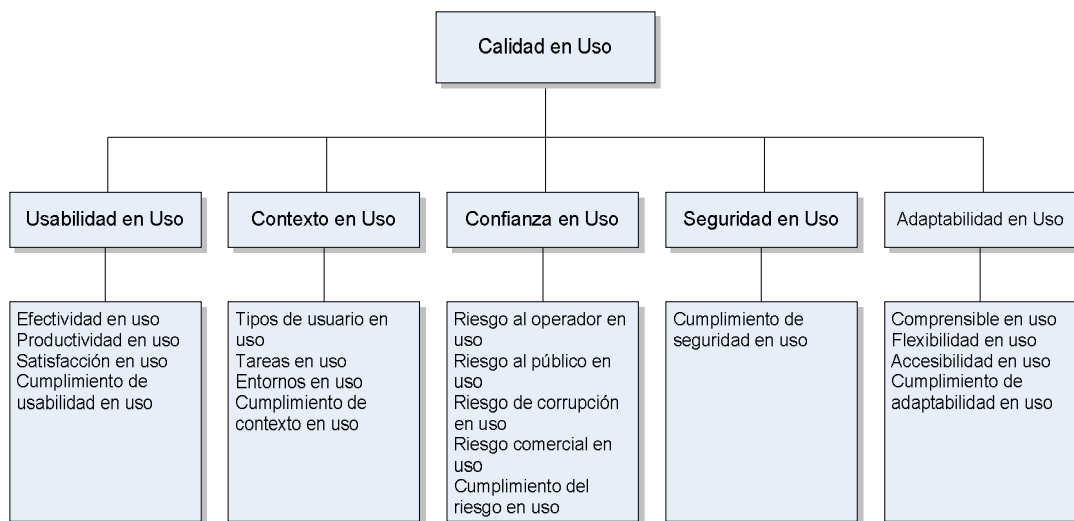 Calidad en Uso
Usabilidad en Uso
Contexto en Uso
Confianza en Uso
Seguridad en Uso
Adaptabilidad en Uso
Efectividad en uso
Productividad en uso
Satisfacción en uso
Cumplimiento de
usabilidad en uso
Tipos de usuario en
uso
Tareas en uso
Entornos en uso
Cumplimiento de
contexto en uso
Riesgo al operador en
uso
Riesgo al público en
uso
Riesgo de corrupción
en uso
Riesgo comercial en
uso
Cumplimiento del
riesgo en uso
Cumplimiento de
seguridad en uso
Comprensible en uso
Flexibilidad en uso
Accesibilidad en uso
Cumplimiento de
adaptabilidad en uso